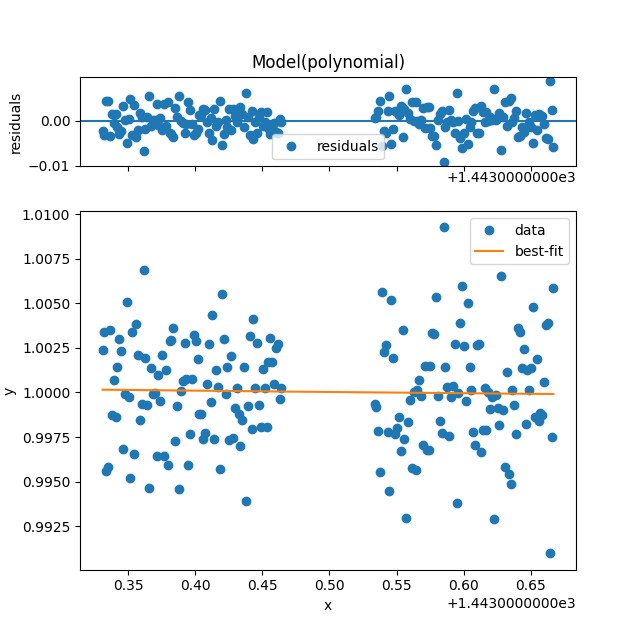 Model(polynomial)
residuals
0.00
−0.01
residuals
+1.4430000000e3
y
1.0100
1.0075
1.0050
1.0025
1.0000
0.9975
0.9950
0.9925
data
best-fit
0.35 0.40 0.45 0.50 0.55 0.60 0.65
x
+1.4430000000e3